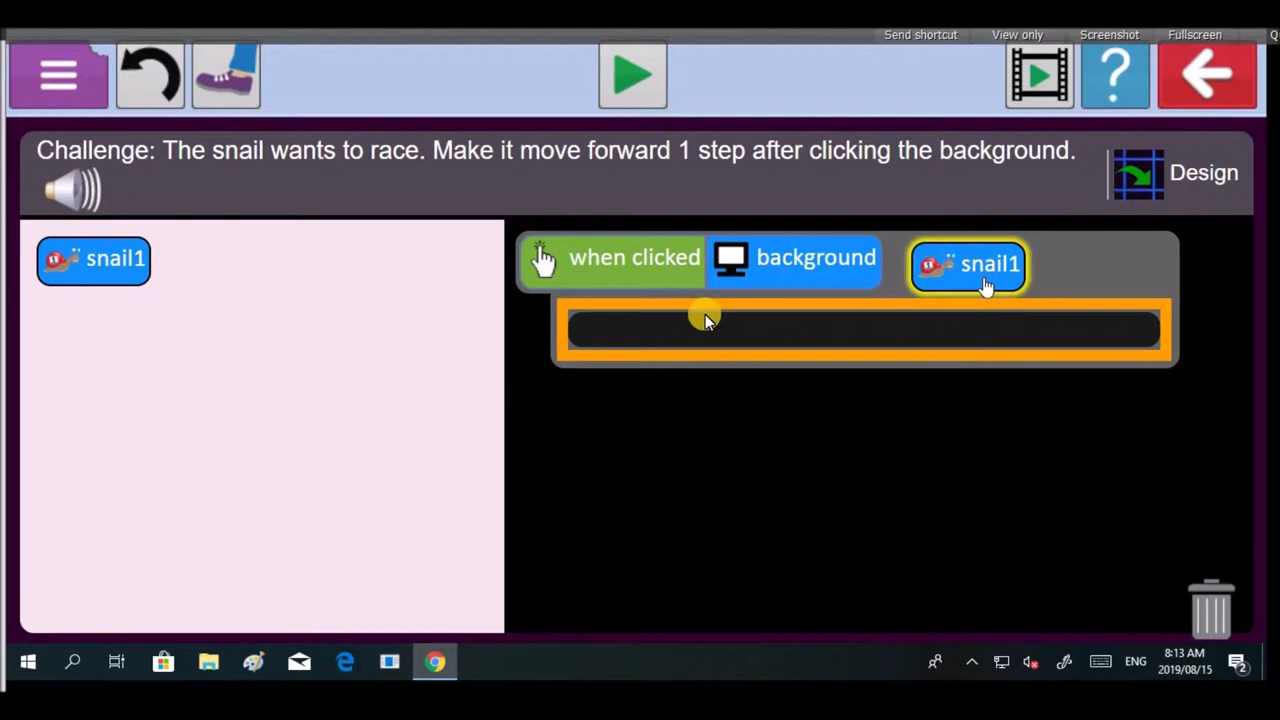 Send shortcut View only Screenshot Fullscreen Q
Challenge: The snail wants to race. Make it move forward 1 step after clicking the background.
Design
snail1
when clicked background snail1
ENG
8:13 AM
2019/08/15
2